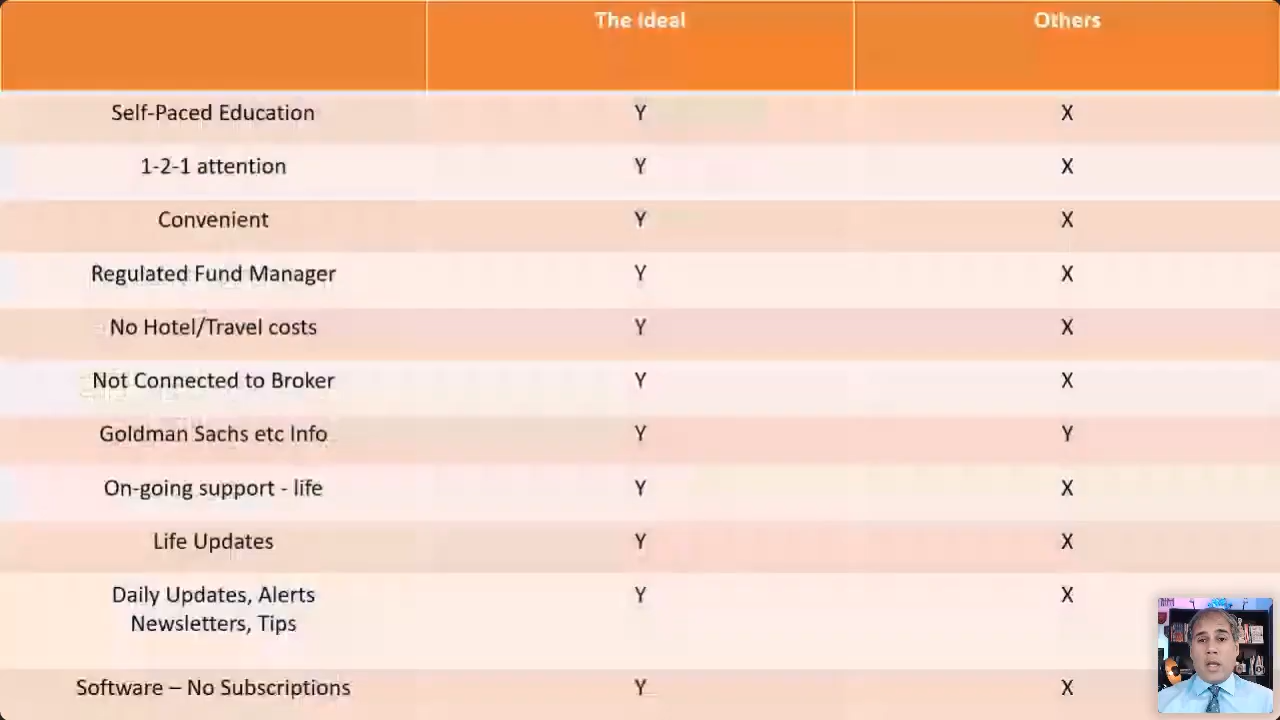 The Ideal Others
Self-Paced Education Y X
1-2-1 attention Y X
Convenient Y X
Regulated Fund Manager Y X
No Hotel/Travel costs Y X
Not Connected to Broker Y X
Goldman Sachs etc Info Y Y
On-going support - life Y X
Life Updates Y X
Daily Updates, Alerts Y X
Newsletters, Tips
Software – No Subscriptions Y X